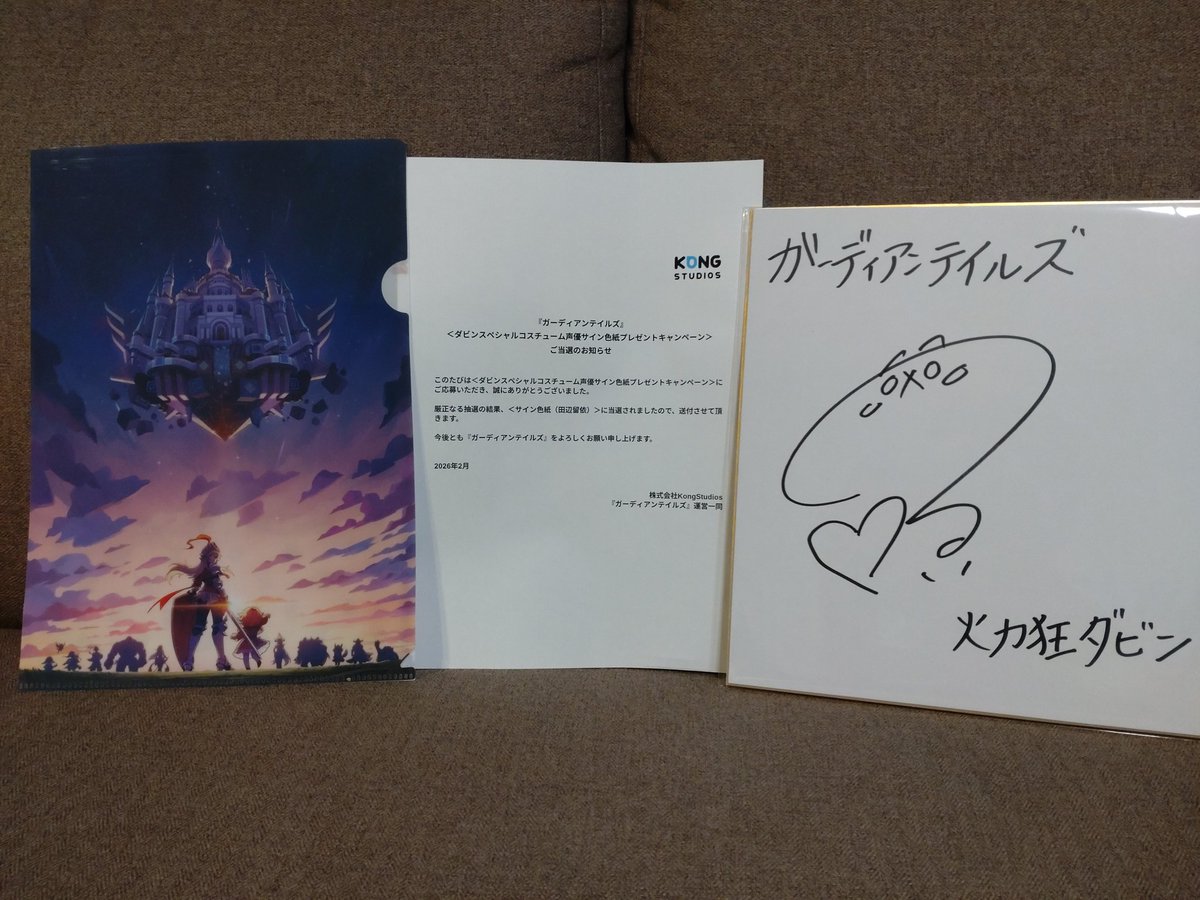 KONG
STUDIOS
『ガーディアンテイルズ』
＜ダビンスペシャルコスチューム声優サイン色紙プレゼントキャンペーン＞
ご当選のお知らせ
このたびは＜ダビンスペシャルコスチューム声優サイン色紙プレゼントキャンペーン＞に
ご応募いただき、誠にありがとうございました。
厳正なる抽選の結果、＜サイン色紙（田辺留依）＞に当選されましたので、送付させて頂
きます。
今後とも『ガーディアンテイルズ』をよろしくお願い申し上げます。
2026年2月
株式会社KongStudios
『ガーディアンテイルズ』運営一同
ガーディアンテイルズ
火力狂ダビン